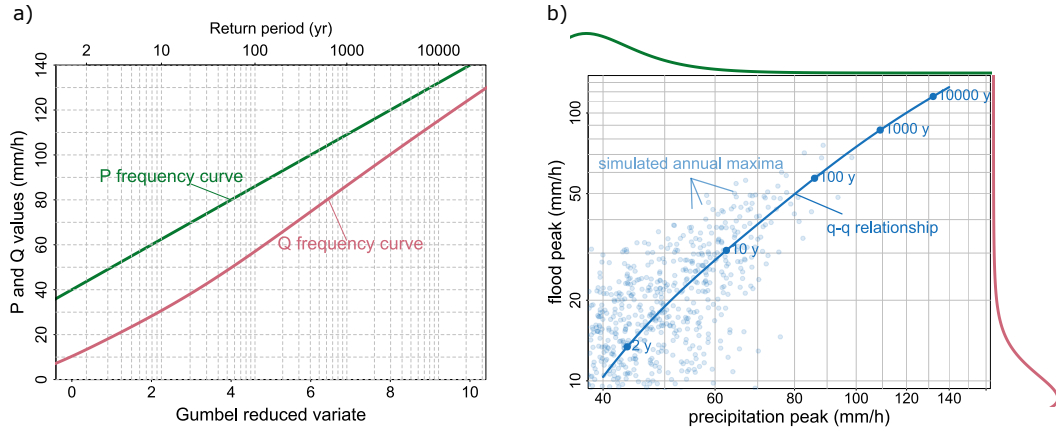 a)
Return period (yr)
2 10 20 100 200 1000 10000
P and Q values (mm/h)
140
120
100
80
60
40
20
0
P frequency curve
Q frequency curve
0 2 4 6 8 10
Gumbel reduced variate
b)
flood peak (mm/h)
100
50
20
10
10000 y
1000 y
simulated annual maxima
100 y
q-q relationship
10 y
2 y
40 60 80 100 120 140
precipitation peak (mm/h)